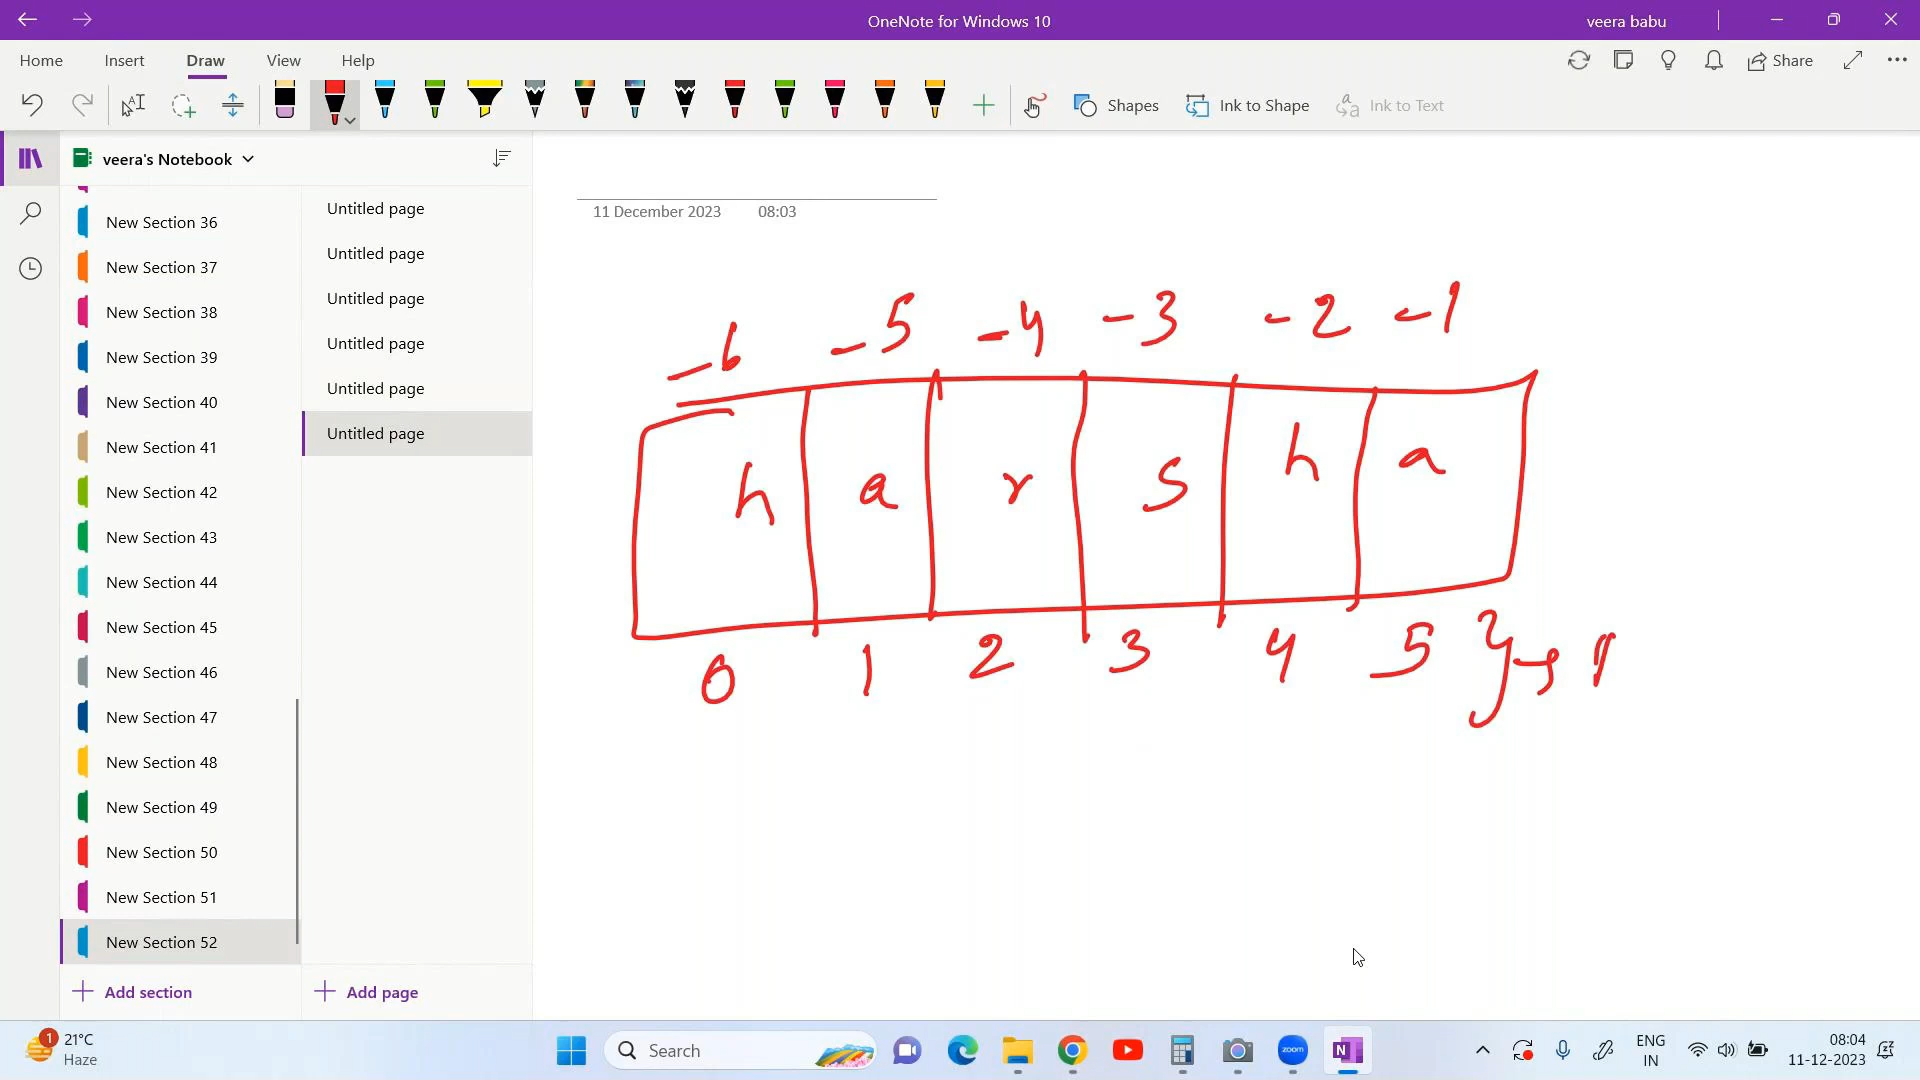 OneNote for Windows 10
veera babu
Home Insert Draw View Help
Share
Shapes Ink to Shape Ink to Text
veera's Notebook
New Section 36
New Section 37
New Section 38
New Section 39
New Section 40
New Section 41
New Section 42
New Section 43
New Section 44
New Section 45
New Section 46
New Section 47
New Section 48
New Section 49
New Section 50
New Section 51
New Section 52
Add section
Untitled page
Untitled page
Untitled page
Untitled page
Untitled page
Untitled page
Add page
11 December 2023 08:03
-6 -5 -4 -3 -2 -1
h a r s h a
0 1 2 3 4 5
1 21°C
Haze
Search
zoom
N
ENG
IN
08:04
11-12-2023